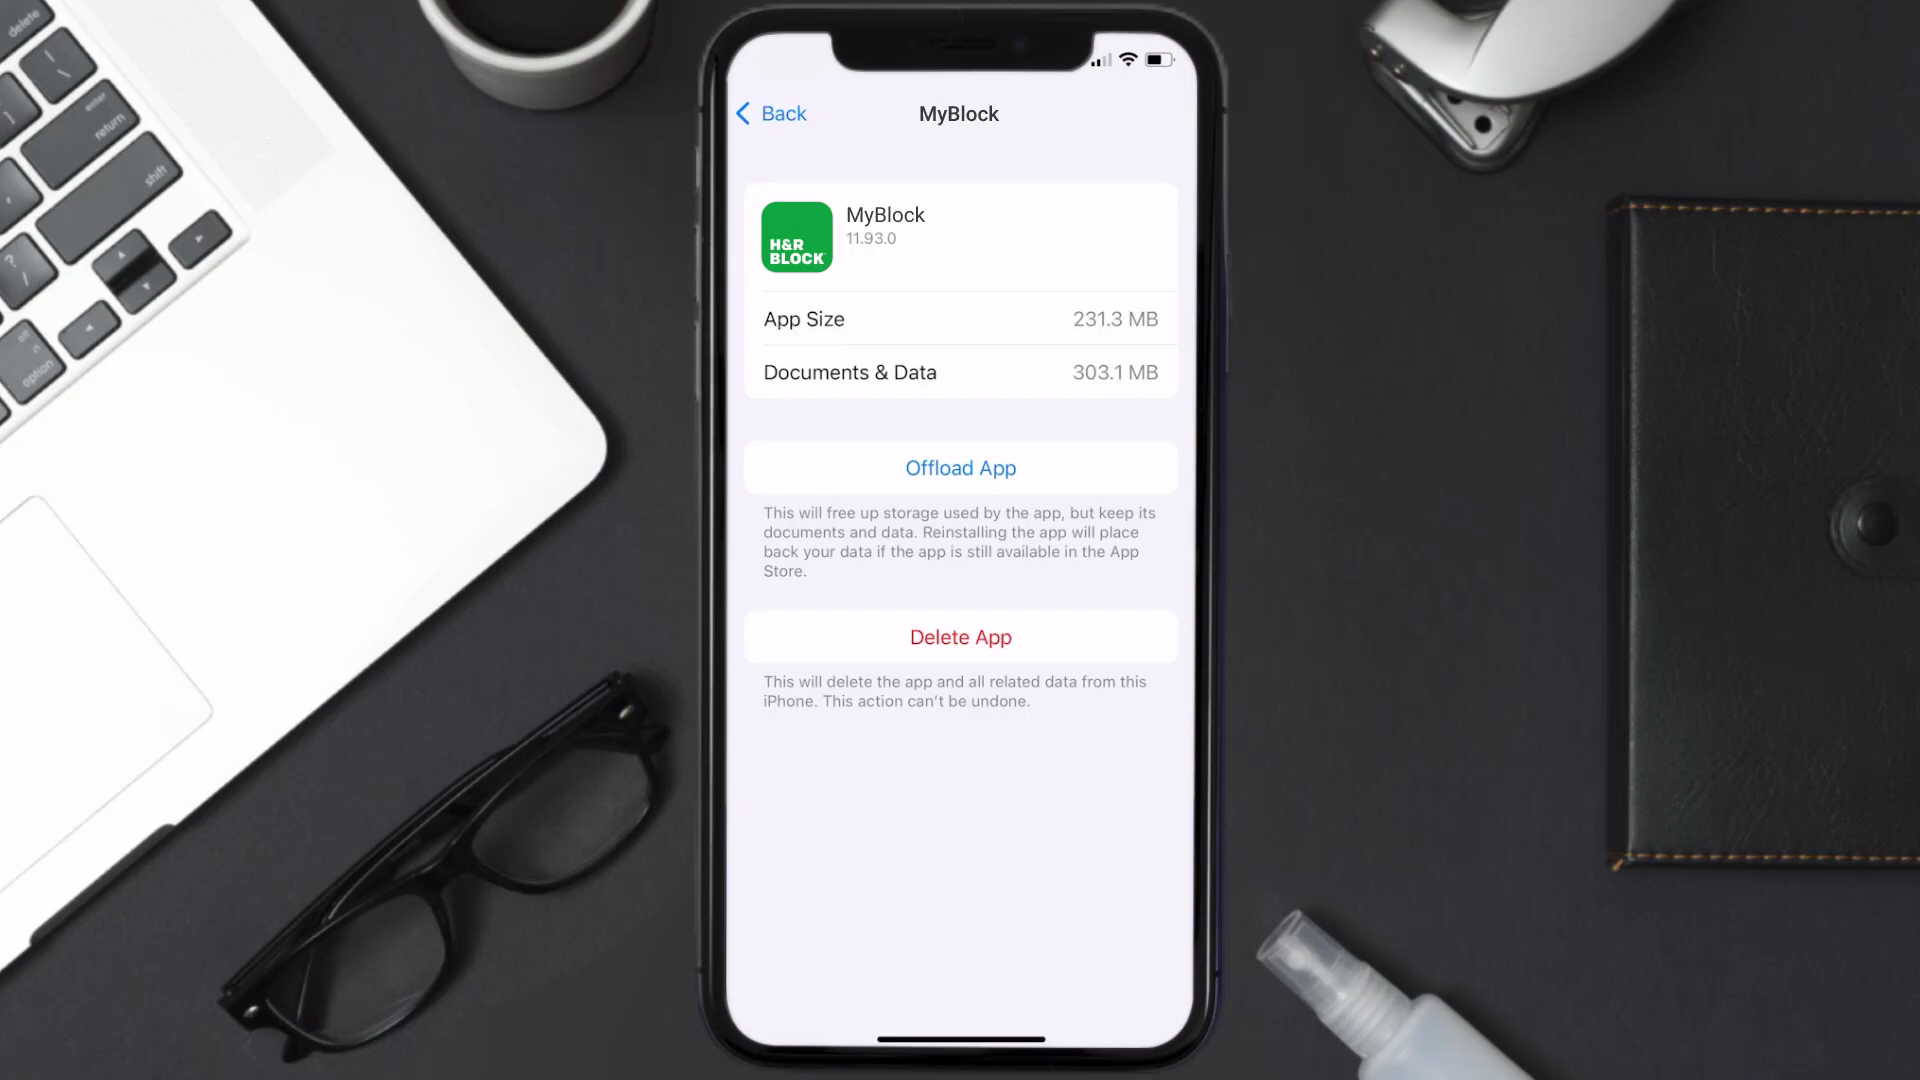 delete
enter
return
shift
option
Back
MyBlock
H&R
BLOCK
MyBlock
11.93.0
App Size
231.3 MB
Documents & Data
303.1 MB
Offload App
This will free up storage used by the app, but keep its
documents and data. Reinstalling the app will place
back your data if the app is still available in the App
Store.
Delete App
This will delete the app and all related data from this
iPhone. This action can't be undone.